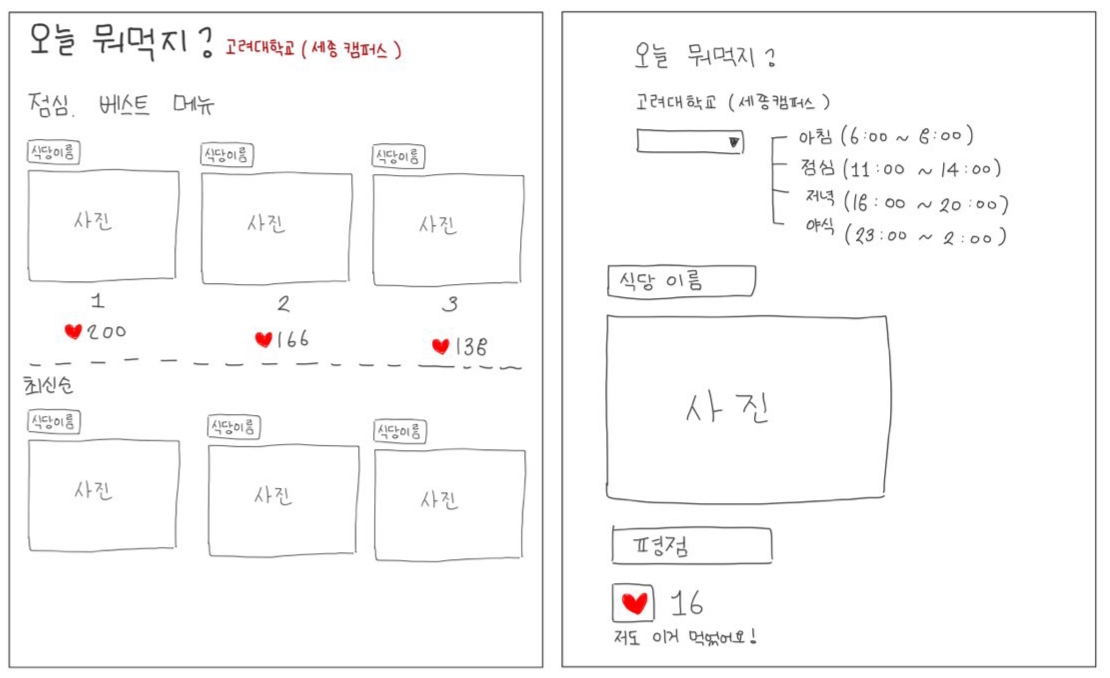 오늘 뭐먹지? 고려대학교 (세종 캠퍼스)
점심. 베스트 메뉴
식당이름 식당이름 식당이름
사진 사진 사진
1 2 3
200 166 138
최신순
식당이름 식당이름 식당이름
사진 사진 사진
오늘 뭐먹지?
고려대학교 (세종캠퍼스)
아침 (6:00 ~ 8:00)
점심 (11:00 ~ 14:00)
저녁 (18:00 ~ 20:00)
야식 (23:00 ~ 2:00)
식당 이름
사진
평점
16
저도 이거 먹었어요!